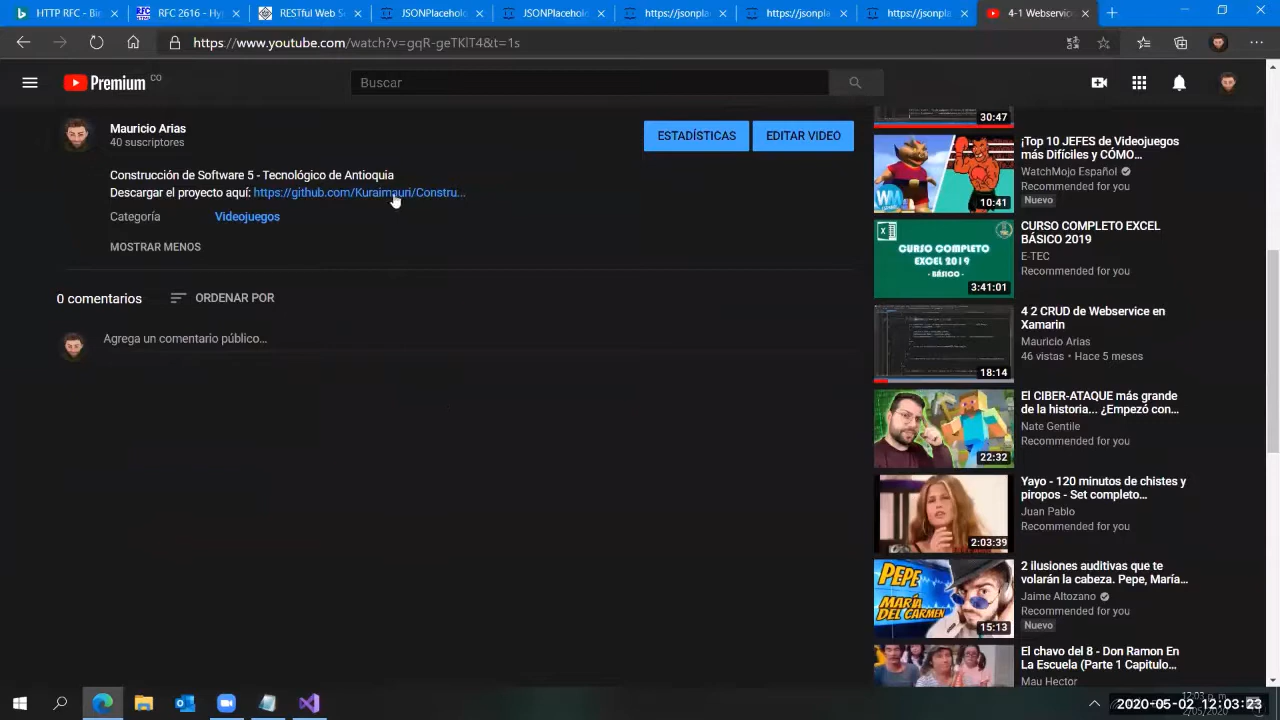 HTTP RFC - Bi
RFC 2616 - Hy
RESTful Web S
JSONPlacehol
JSONPlacehol
https://jsonpl
https://jsonple
https://jsonpla
4-1 Webservic
https://www.youtube.com/watch?v=gqR-geTKlT4&t=1s
Premium CO
Buscar
Mauricio Arias
40 suscriptores
ESTADÍSTICAS
EDITAR VIDEO
Construcción de Software 5 - Tecnologico de Antioquia
Descargar el proyecto aquí: https://github.com/Kuraimauri/Constru...
Categoría
Videojuegos
MOSTRAR MENOS
0 comentarios
ORDENAR POR
30:47
10:41
¡Top 10 JEFES de Videojuegos
más Difíciles y CÓMO...
WatchMojo Español
Recommended for you
Nuevo
CURSO COMPLETO
EXCEL 2019
- BÁSICO -
3:41:01
CURSO COMPLETO EXCEL
BÁSICO 2019
E-TEC
Recommended for you
18:14
4 2 CRUD de Webservice en
Xamarin
Mauricio Arias
46 vistas • Hace 5 meses
22:32
El CIBER-ATAQUE más grande
de la historia... ¿Empezó con...
Nate Gentile
Recommended for you
2:03:39
Yayo - 120 minutos de chistes y
piropos - Set completo...
Juan Pablo
Recommended for you
PEPE
MARÍA
DEL CARMEN
15:13
2 ilusiones auditivas que te
volarán la cabeza. Pepe, María...
Jaime Altozano
Recommended for you
Nuevo
El chavo del 8 - Don Ramon En
La Escuela (Parte 1 Capitulo...
Mau Hector
2020-05-02 12:03:23